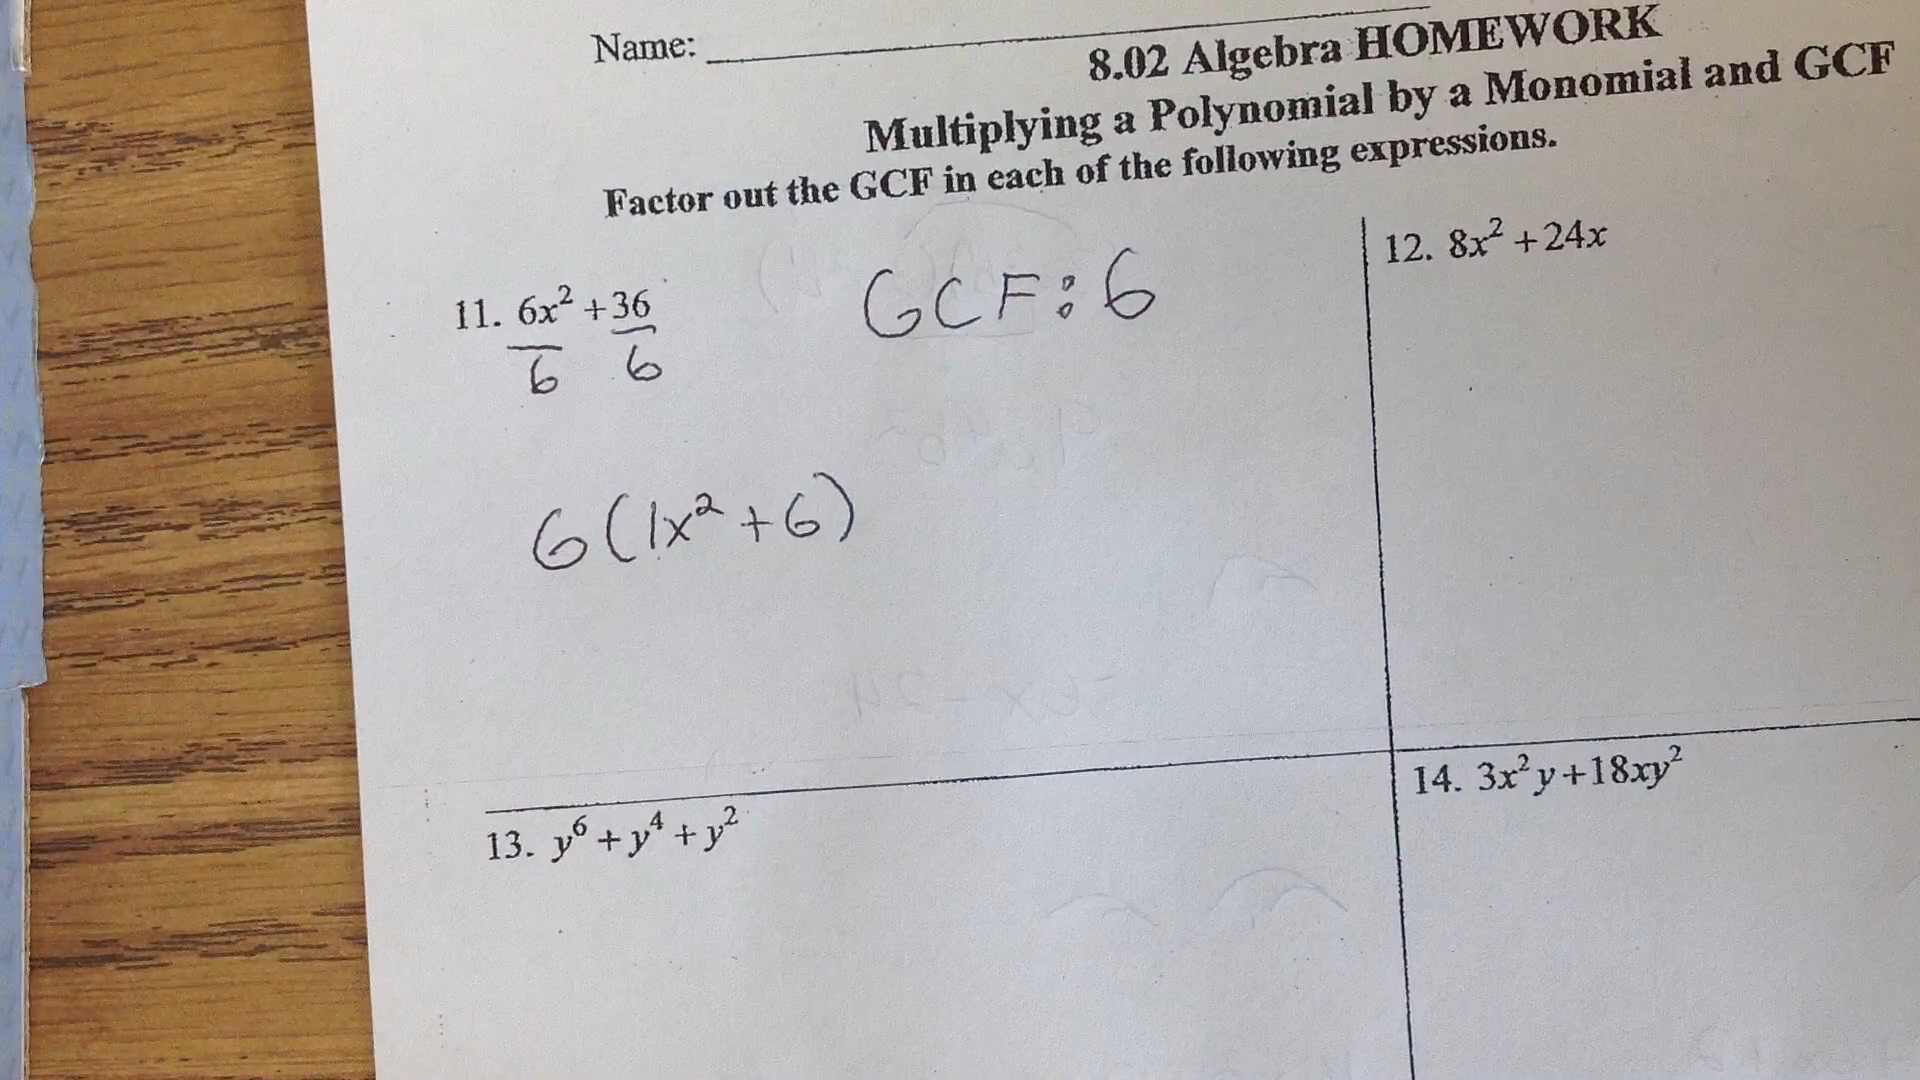 Name:
8.02 Algebra HOMEWORK
Multiplying a Polynomial by a Monomial and GCF
Factor out the GCF in each of the following expressions.
11. 6x² + 36
6 6
GCF: 6
6(1x² + 6)
12. 8x² + 24x
13. y⁶ + y⁴ + y²
14. 3x²y + 18xy²